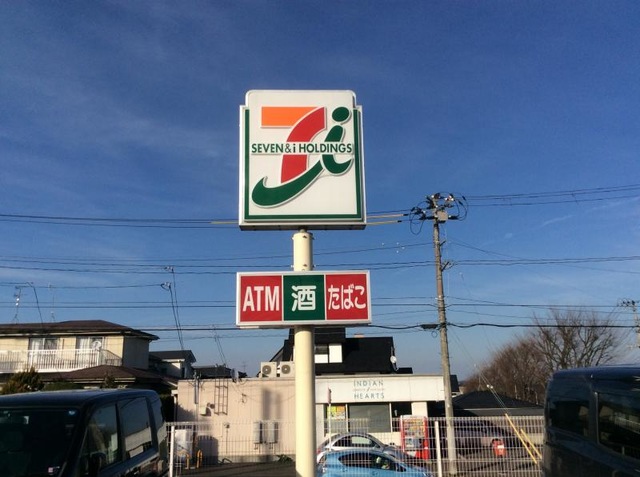 SEVEN & i HOLDINGS
ATM 酒 たばこ
INDIAN
HEARTS